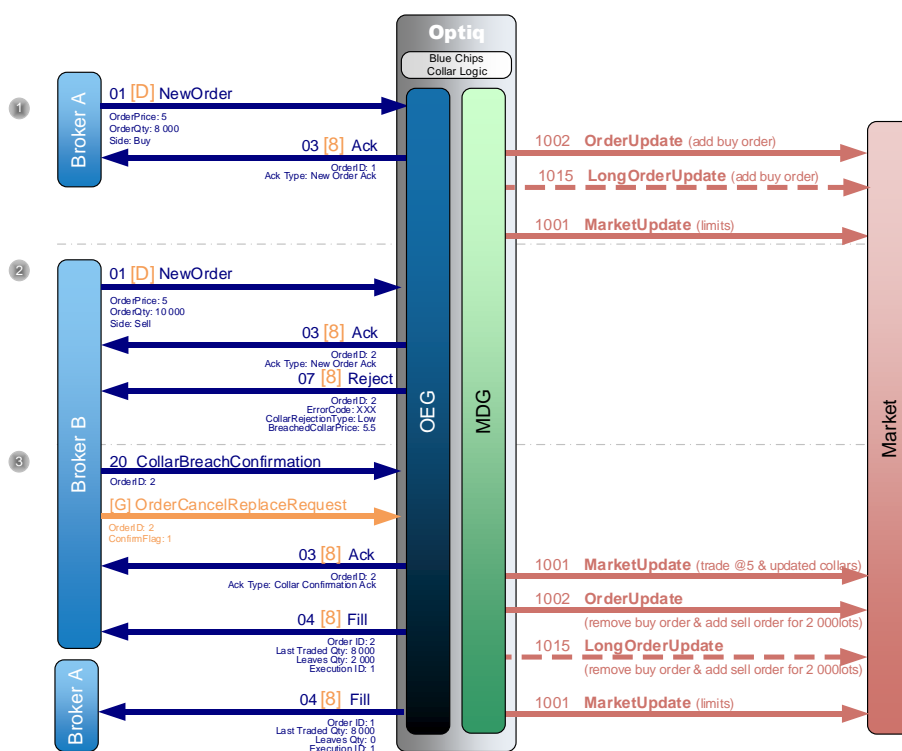 Optiq
Blue Chips
Collar Logic
1
Broker A
01 [D] NewOrder
OrderPrice: 5
OrderQty: 8 000
Side: Buy
03 [8] Ack
OrderID: 1
Ack Type: New Order Ack
1002 OrderUpdate (add buy order)
1015 LongOrderUpdate (add buy order)
1001 MarketUpdate (limits)
OEG
MDG
Market
2
Broker B
01 [D] NewOrder
OrderPrice: 5
OrderQty: 10 000
Side: Sell
03 [8] Ack
OrderID: 2
Ack Type: New Order Ack
07 [8] Reject
OrderID: 2
ErrorCode: XXX
CollarRejectionType: Low
BreachedCollarPrice: 5.5
3
20 CollarBreachConfirmation
OrderID: 2
[G] OrderCancelReplaceRequest
OrderID: 2
ConfirmFlag: 1
03 [8] Ack
OrderID: 2
Ack Type: Collar Confirmation Ack
1001 MarketUpdate (trade @5 & updated collars)
1002 OrderUpdate
(remove buy order & add sell order for 2 000lots)
04 [8] Fill
Order ID: 2
Last Traded Qty: 8 000
Leaves Qty: 2 000
Execution ID: 1
1015 LongOrderUpdate
(remove buy order & add sell order for 2 000lots)
Broker A
04 [8] Fill
Order ID: 1
Last Traded Qty: 8 000
Leaves Qty: 0
Execution ID: 1
1001 MarketUpdate (limits)